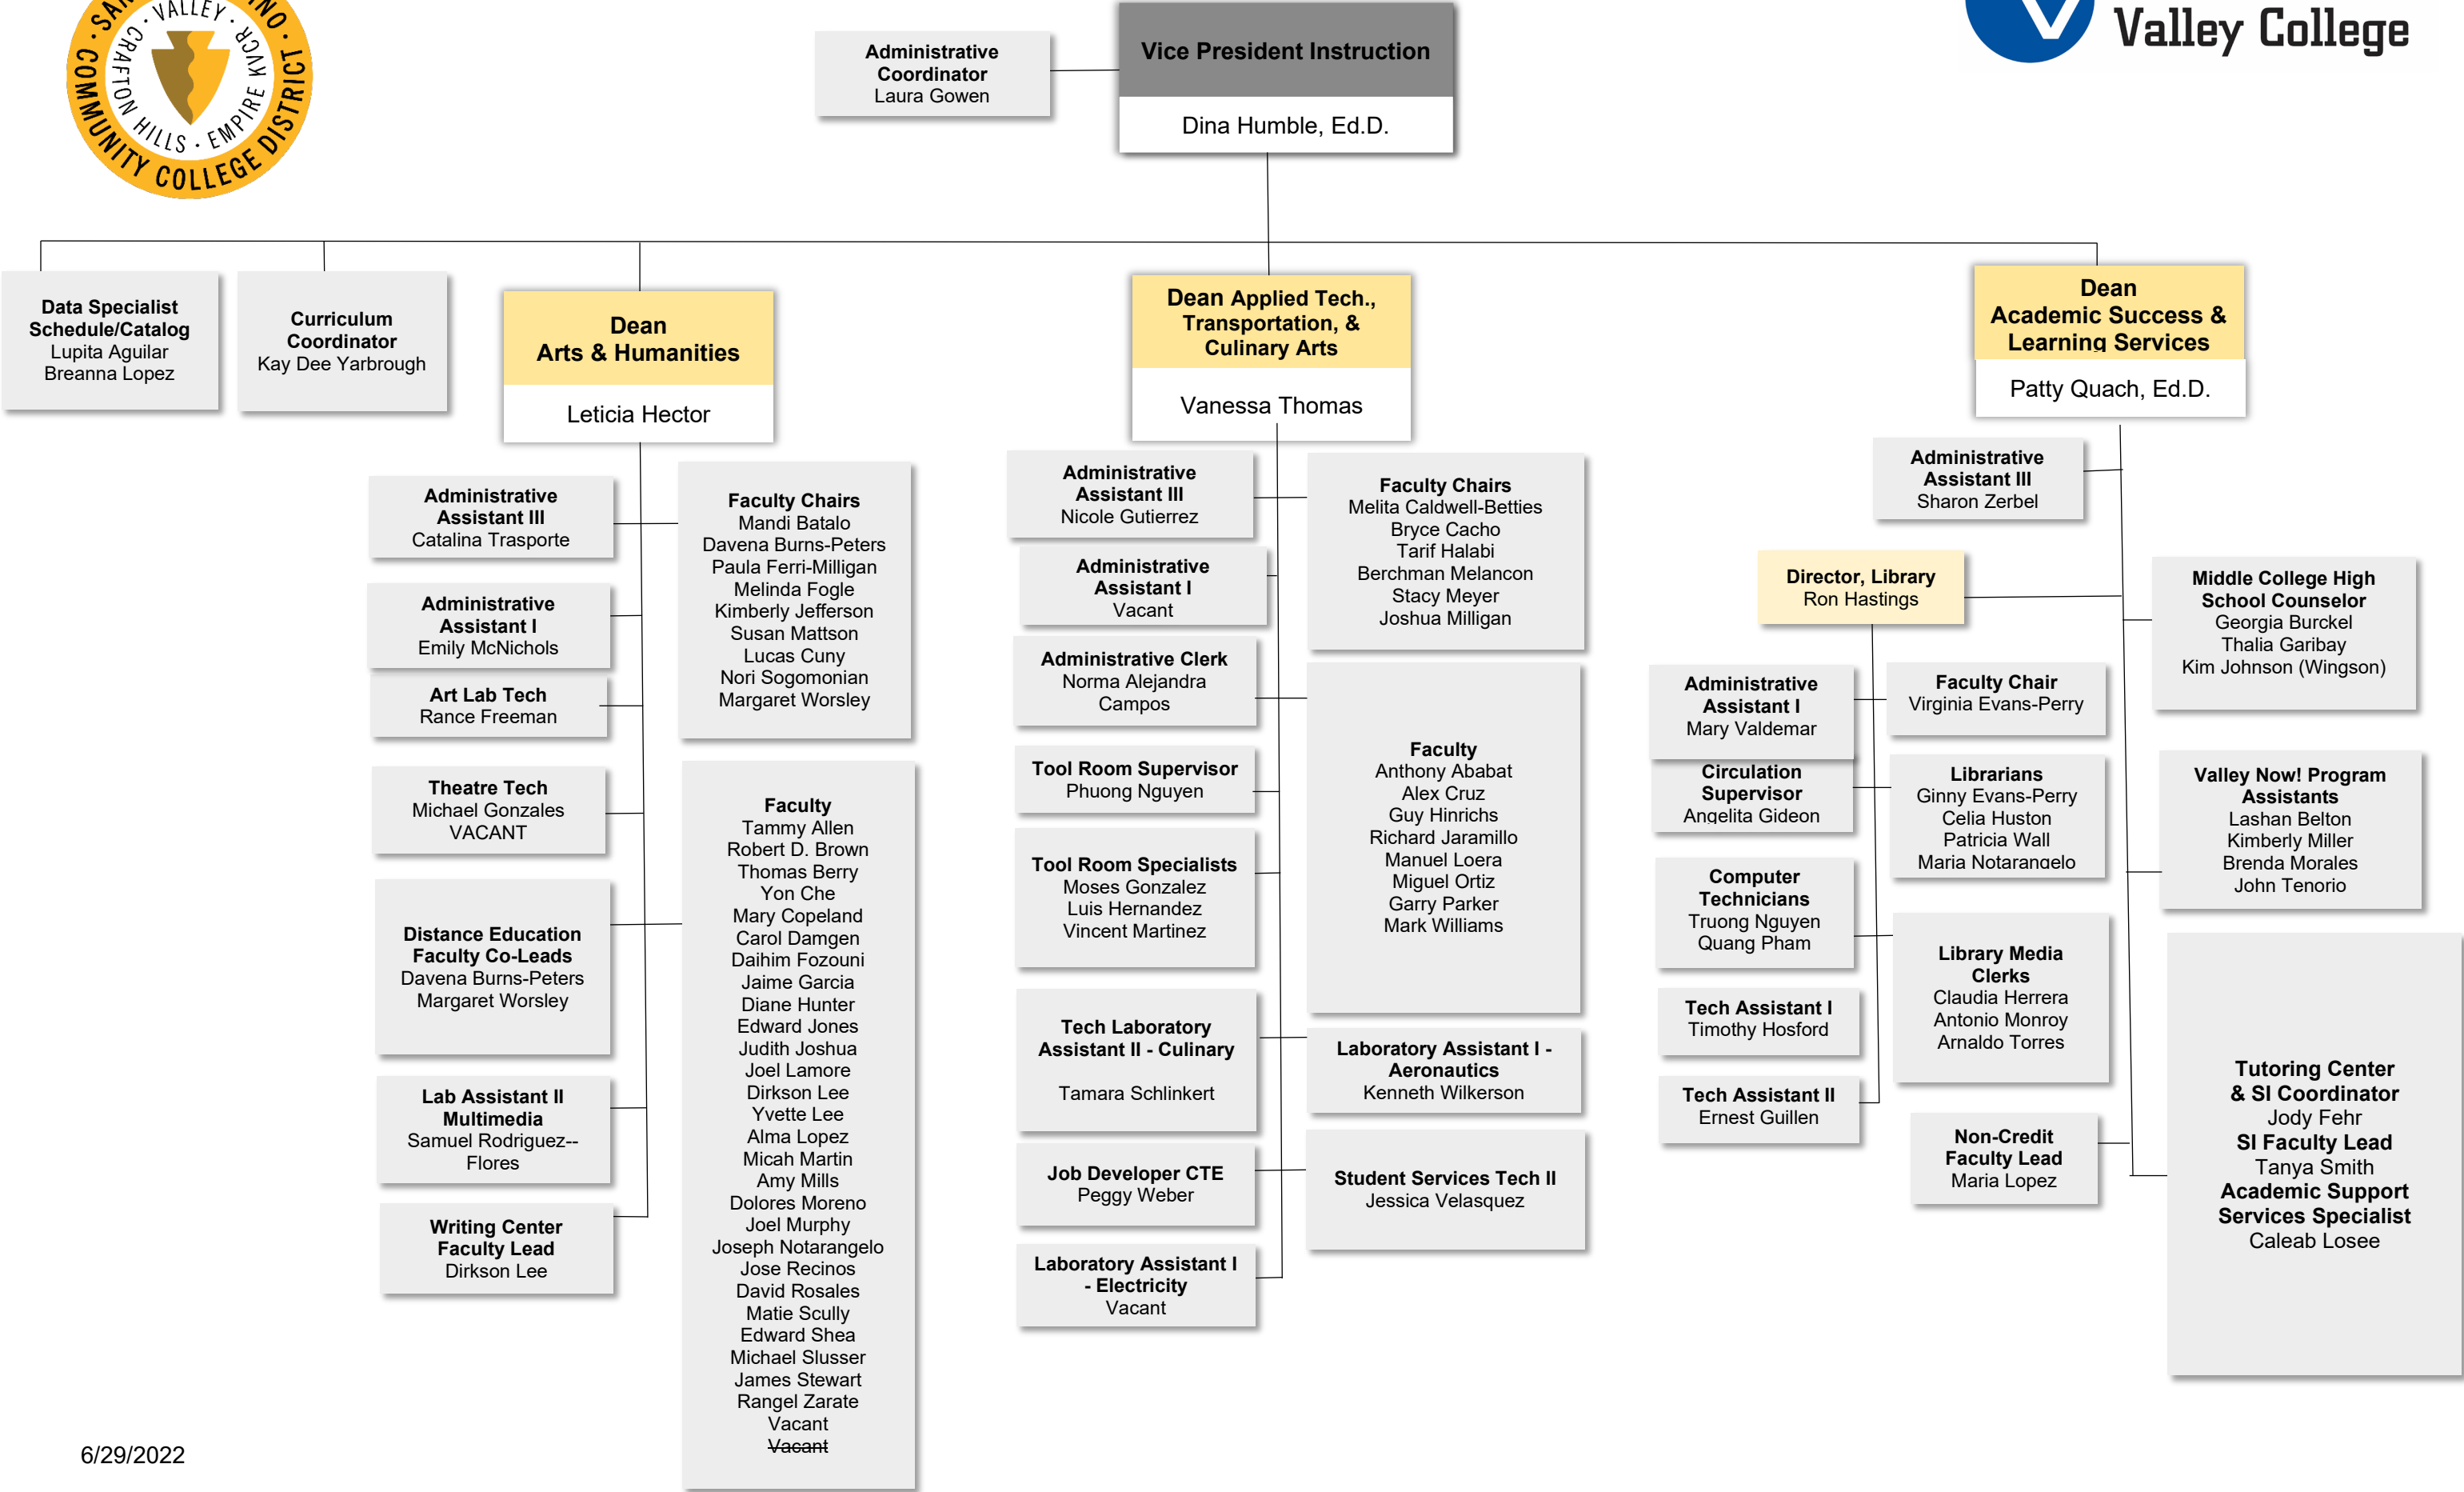 VALLEY · KVCR
CRAFTON HILLS · EMPIRE
COMMUNITY COLLEGE DISTRICT
Valley College
Administrative
Coordinator
Laura Gowen
Vice President Instruction
Dina Humble, Ed.D.
Data Specialist
Schedule/Catalog
Lupita Aguilar
Breanna Lopez
Curriculum
Coordinator
Kay Dee Yarbrough
Dean
Arts & Humanities
Leticia Hector
Administrative
Assistant III
Catalina Trasporte
Administrative
Assistant I
Emily McNichols
Art Lab Tech
Rance Freeman
Theatre Tech
Michael Gonzales
VACANT
Distance Education
Faculty Co-Leads
Davena Burns-Peters
Margaret Worsley
Lab Assistant II
Multimedia
Samuel Rodriguez--
Flores
Writing Center
Faculty Lead
Dirkson Lee
Faculty Chairs
Mandi Batalo
Davena Burns-Peters
Paula Ferri-Milligan
Melinda Fogle
Kimberly Jefferson
Susan Mattson
Lucas Cuny
Nori Sogomonian
Margaret Worsley
Faculty
Tammy Allen
Robert D. Brown
Thomas Berry
Yon Che
Mary Copeland
Carol Damgen
Daihim Fozouni
Jaime Garcia
Diane Hunter
Edward Jones
Judith Joshua
Joel Lamore
Dirkson Lee
Yvette Lee
Alma Lopez
Micah Martin
Amy Mills
Dolores Moreno
Joel Murphy
Joseph Notarangelo
Jose Recinos
David Rosales
Matie Scully
Edward Shea
Michael Slusser
James Stewart
Rangel Zarate
Vacant
Vacant
Dean Applied Tech.,
Transportation, &
Culinary Arts
Vanessa Thomas
Administrative
Assistant III
Nicole Gutierrez
Administrative
Assistant I
Vacant
Administrative Clerk
Norma Alejandra
Campos
Tool Room Supervisor
Phuong Nguyen
Tool Room Specialists
Moses Gonzalez
Luis Hernandez
Vincent Martinez
Tech Laboratory
Assistant II - Culinary
Tamara Schlinkert
Job Developer CTE
Peggy Weber
Laboratory Assistant I
- Electricity
Vacant
Faculty Chairs
Melita Caldwell-Betties
Bryce Cacho
Tarif Halabi
Berchman Melancon
Stacy Meyer
Joshua Milligan
Faculty
Anthony Ababat
Alex Cruz
Guy Hinrichs
Richard Jaramillo
Manuel Loera
Miguel Ortiz
Garry Parker
Mark Williams
Laboratory Assistant I -
Aeronautics
Kenneth Wilkerson
Student Services Tech II
Jessica Velasquez
Dean
Academic Success &
Learning Services
Patty Quach, Ed.D.
Administrative
Assistant III
Sharon Zerbel
Director, Library
Ron Hastings
Administrative
Assistant I
Mary Valdemar
Circulation
Supervisor
Angelita Gideon
Computer
Technicians
Truong Nguyen
Quang Pham
Tech Assistant I
Timothy Hosford
Tech Assistant II
Ernest Guillen
Faculty Chair
Virginia Evans-Perry
Librarians
Ginny Evans-Perry
Celia Huston
Patricia Wall
Maria Notarangelo
Library Media
Clerks
Claudia Herrera
Antonio Monroy
Arnaldo Torres
Non-Credit
Faculty Lead
Maria Lopez
Middle College High
School Counselor
Georgia Burckel
Thalia Garibay
Kim Johnson (Wingson)
Valley Now! Program
Assistants
Lashan Belton
Kimberly Miller
Brenda Morales
John Tenorio
Tutoring Center
& SI Coordinator
Jody Fehr
SI Faculty Lead
Tanya Smith
Academic Support
Services Specialist
Caleab Losee
6/29/2022